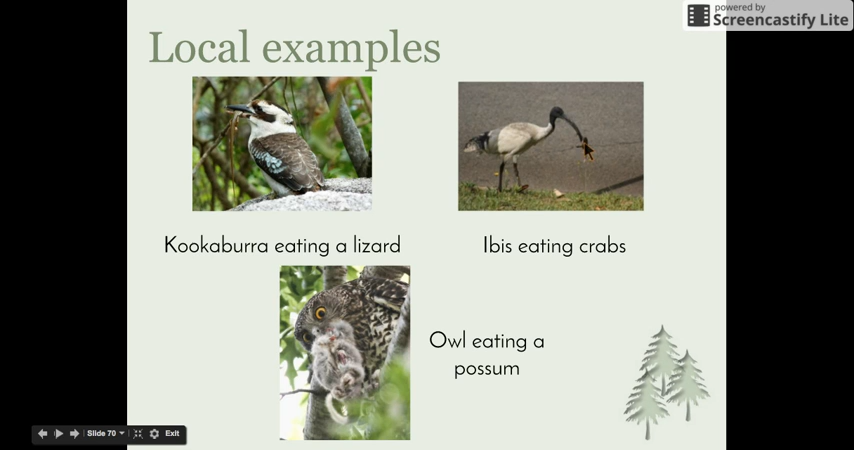 powered by
Screencastify Lite
Local examples
Kookaburra eating a lizard
Ibis eating crabs
Owl eating a
possum
Slide 70
Exit